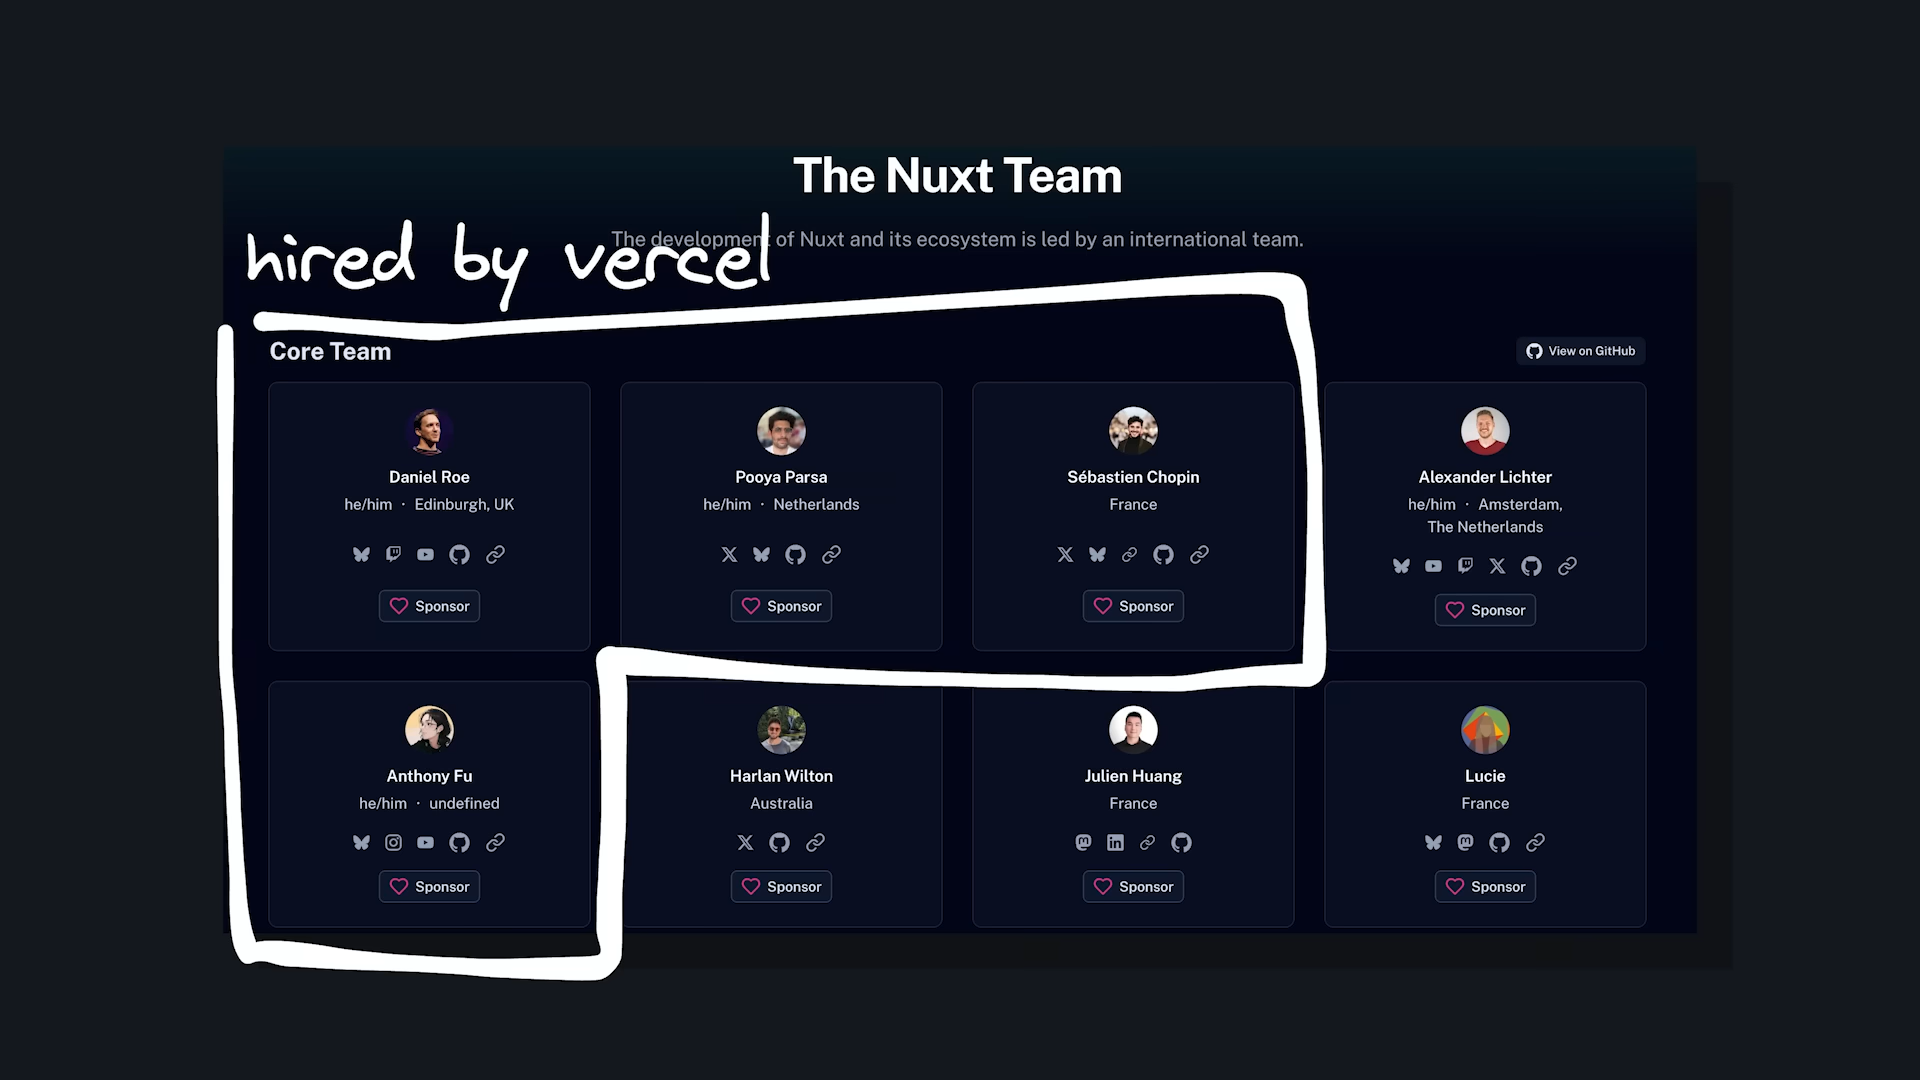 The Nuxt Team
The development of Nuxt and its ecosystem is led by an international team.
hired by vercel
Core Team
View on GitHub
Daniel Roe
he/him · Edinburgh, UK
Sponsor
Pooya Parsa
he/him · Netherlands
Sponsor
Sébastien Chopin
France
Sponsor
Alexander Lichter
he/him · Amsterdam,
The Netherlands
Sponsor
Anthony Fu
he/him · undefined
Sponsor
Harlan Wilton
Australia
Sponsor
Julien Huang
France
Sponsor
Lucie
France
Sponsor